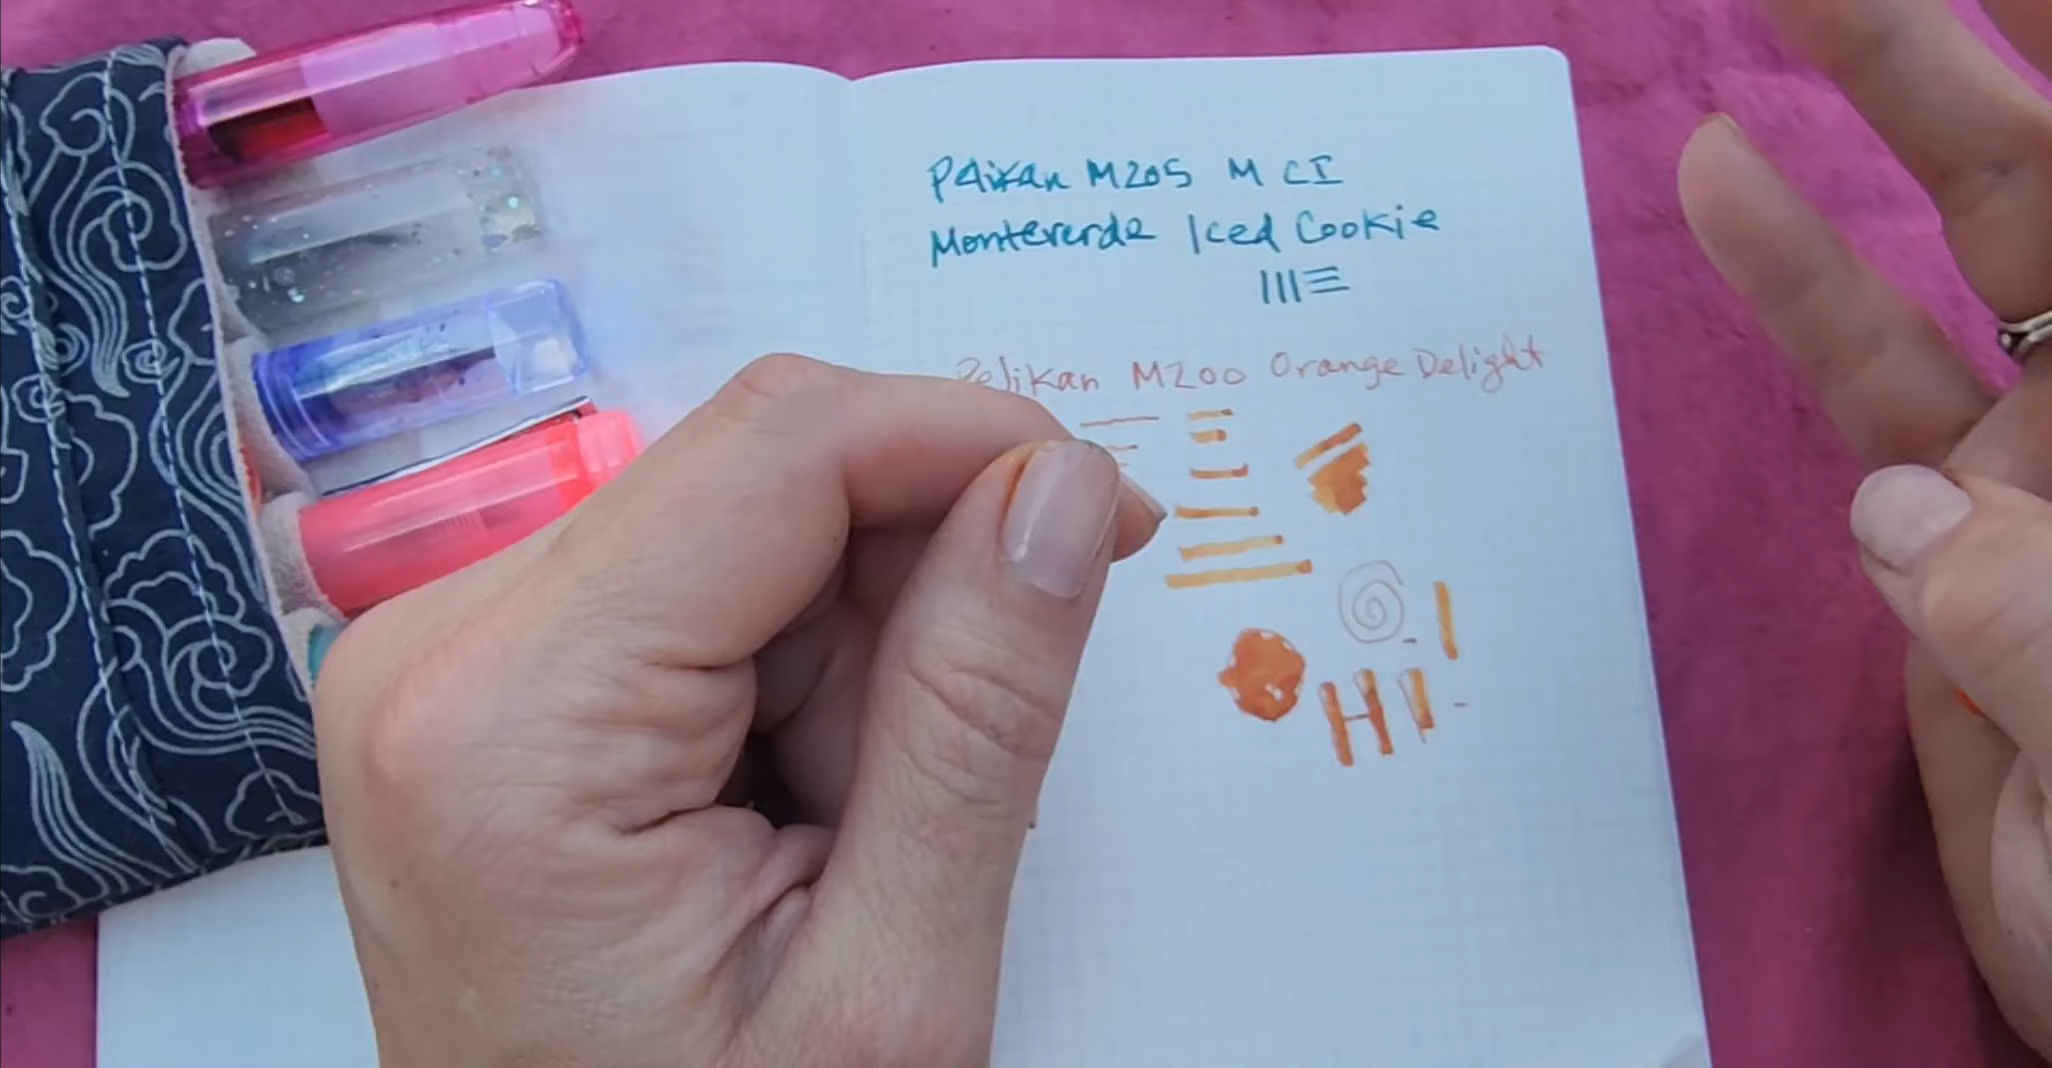 Pelikan M205 M CI
Monteverde Iced Cookie
Pelikan M200 Orange Delight
HI